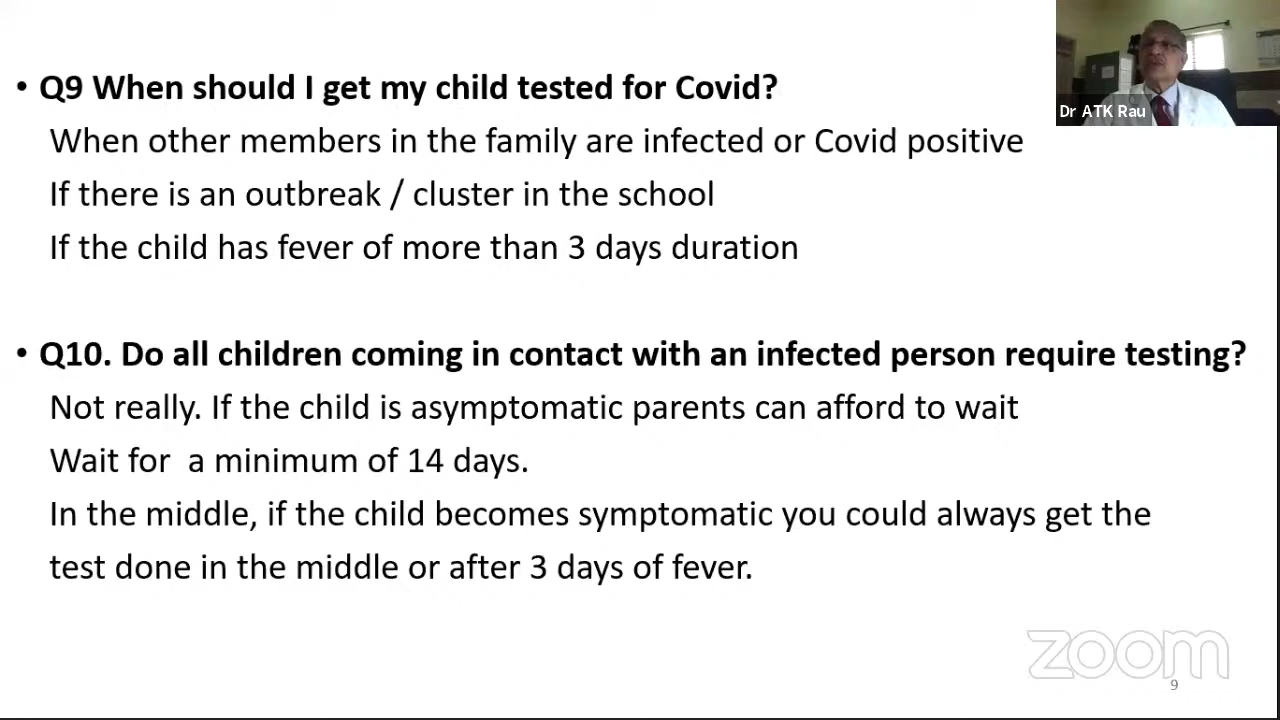 • Q9 When should I get my child tested for Covid?
When other members in the family are infected or Covid positive
If there is an outbreak / cluster in the school
If the child has fever of more than 3 days duration
• Q10. Do all children coming in contact with an infected person require testing?
Not really. If the child is asymptomatic parents can afford to wait
Wait for a minimum of 14 days.
In the middle, if the child becomes symptomatic you could always get the
test done in the middle or after 3 days of fever.
Dr ATK Rau
zoom
9